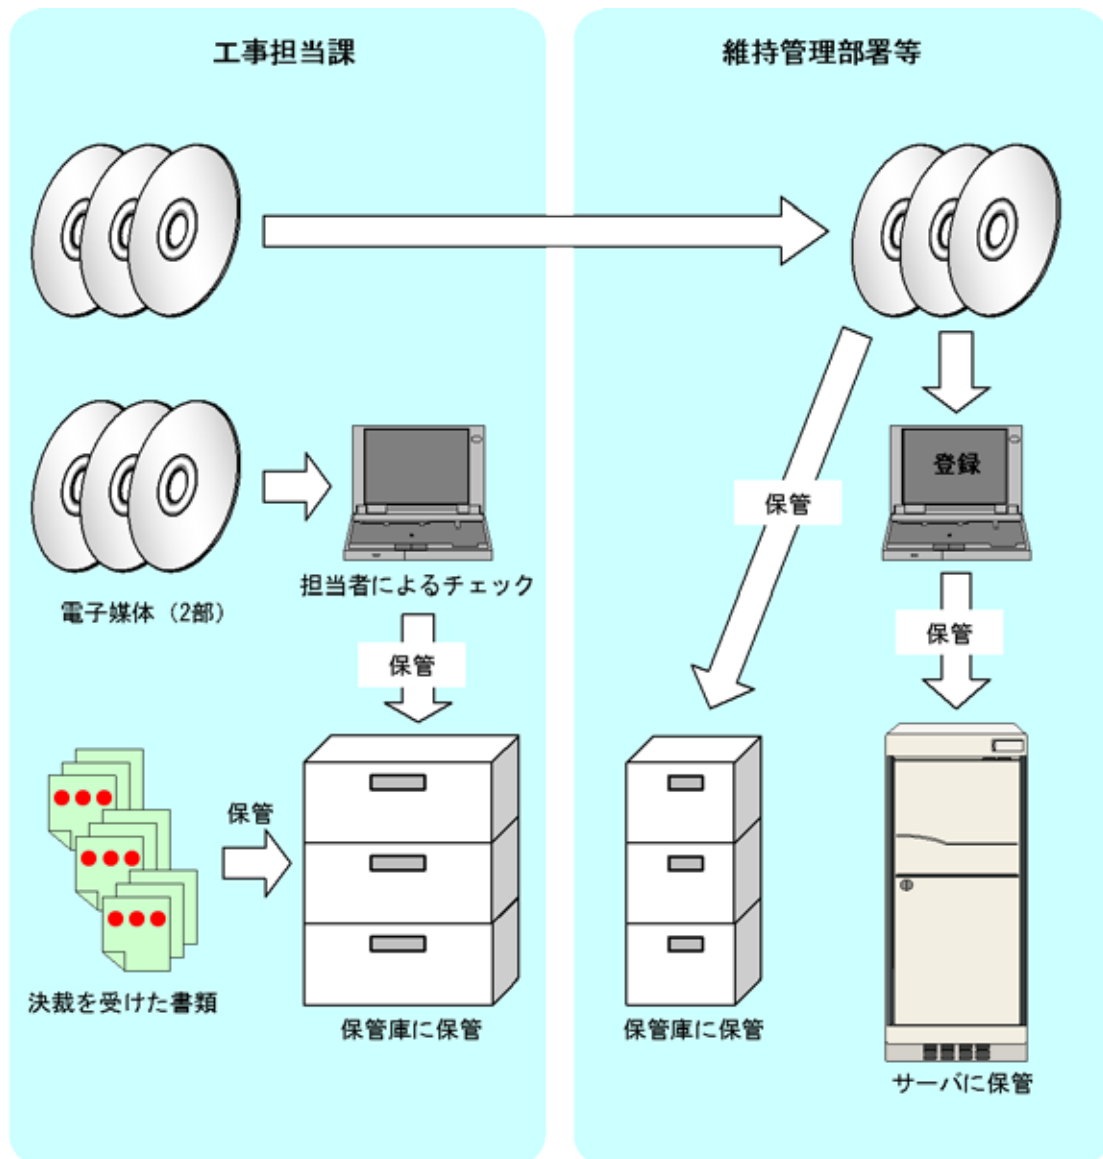 工事担当課
維持管理部署等
登録
保管
担当者によるチェック
電子媒体（2部）
保管
保管
保管
決裁を受けた書類
保管庫に保管
保管庫に保管
サーバに保管